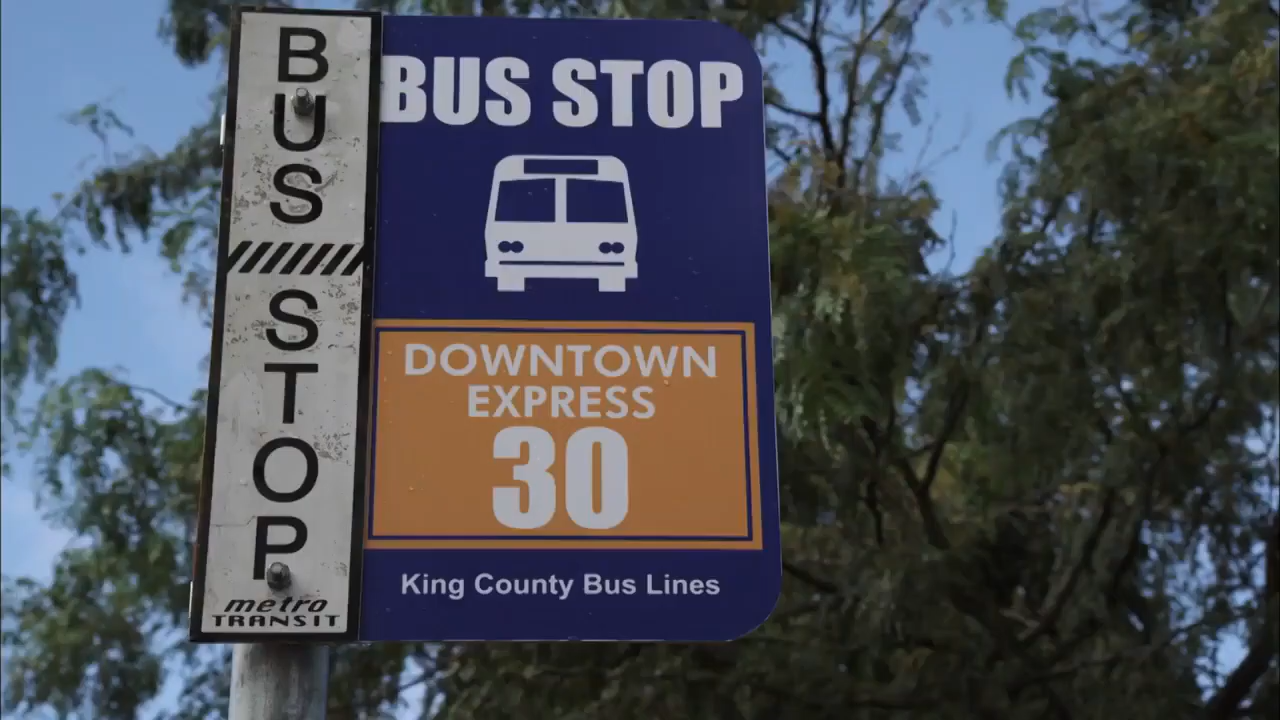 BUS
STOP
metro
TRANSIT
BUS STOP
DOWNTOWN
EXPRESS
30
King County Bus Lines